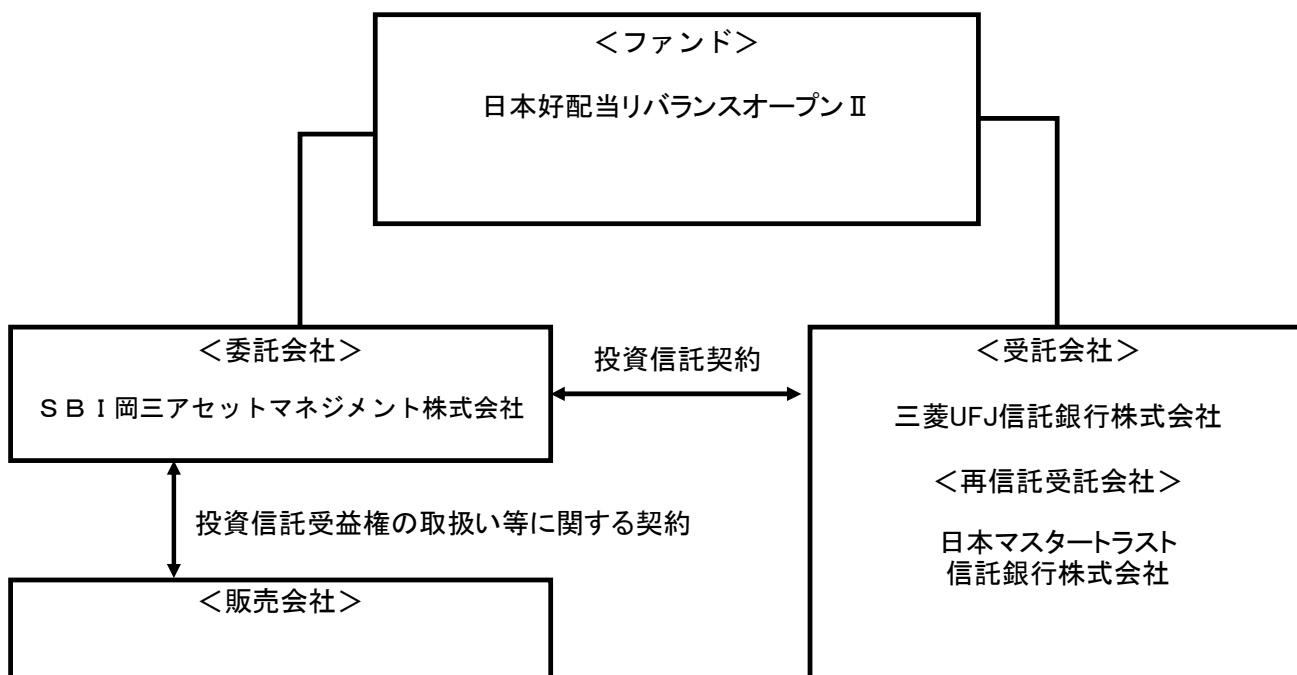 ＜ファンド＞
日本好配当リバランスオープンⅡ
＜委託会社＞
ＳＢＩ岡三アセットマネジメント株式会社
投資信託契約
＜受託会社＞
三菱UFJ信託銀行株式会社
＜再信託受託会社＞
日本マスタートラスト
信託銀行株式会社
投資信託受益権の取扱い等に関する契約
＜販売会社＞